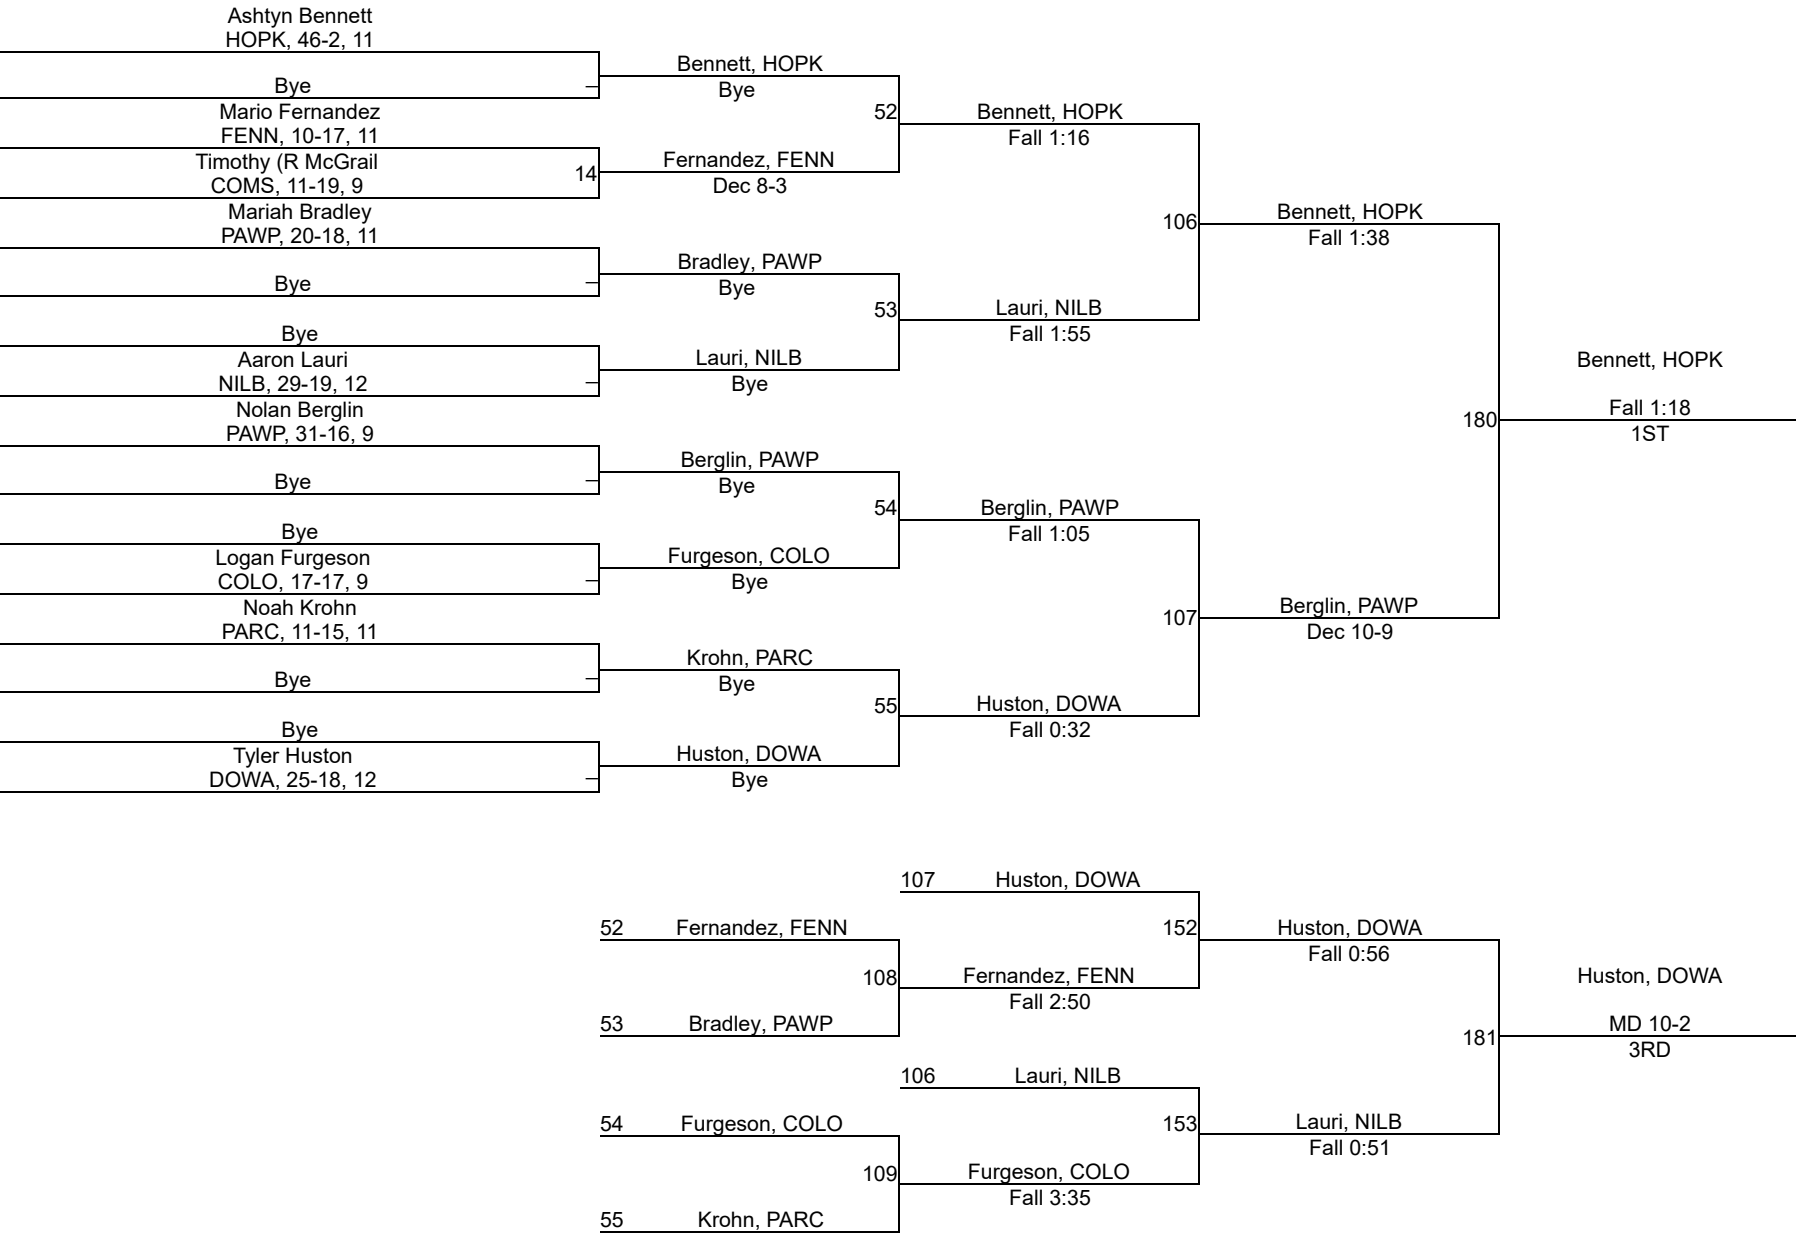 Ashtyn Bennett
HOPK, 46-2, 11
Bye
Mario Fernandez
FENN, 10-17, 11
Timothy (R McGrail
COMS, 11-19, 9
14
Mariah Bradley
PAWP, 20-18, 11
Bye
Bye
Aaron Lauri
NILB, 29-19, 12
Nolan Berglin
PAWP, 31-16, 9
Bye
Bye
Logan Furgeson
COLO, 17-17, 9
Noah Krohn
PARC, 11-15, 11
Bye
Bye
Tyler Huston
DOWA, 25-18, 12
Bennett, HOPK
Bye
52
Fernandez, FENN
Dec 8-3
Bradley, PAWP
Bye
53
Lauri, NILB
Bye
Berglin, PAWP
Bye
54
Furgeson, COLO
Bye
Krohn, PARC
Bye
55
Huston, DOWA
Bye
Bennett, HOPK
Fall 1:16
106
Lauri, NILB
Fall 1:55
Berglin, PAWP
Fall 1:05
107
Huston, DOWA
Fall 0:32
Bennett, HOPK
Fall 1:38
180
Berglin, PAWP
Dec 10-9
Bennett, HOPK
Fall 1:18
1ST
52 Fernandez, FENN
108
53 Bradley, PAWP
54 Furgeson, COLO
109
55 Krohn, PARC
107 Huston, DOWA
152
Fernandez, FENN
Fall 2:50
106 Lauri, NILB
153
Furgeson, COLO
Fall 3:35
Huston, DOWA
Fall 0:56
181
Lauri, NILB
Fall 0:51
Huston, DOWA
MD 10-2
3RD